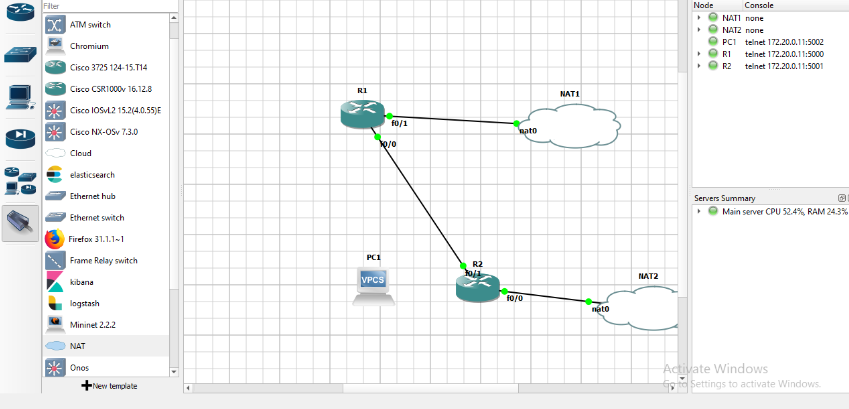 Filter
ATM switch
Chromium
Cisco 3725 124-15.T14
Cisco CSR1000v 16.12.8
Cisco IOSvL2 15.2(4.0.55)E
Cisco NX-OSv 7.3.0
Cloud
elasticsearch
Ethernet hub
Ethernet switch
Firefox 31.1.1~1
Frame Relay switch
kibana
logstash
Mininet 2.2.2
NAT
Onos
New template
R1
f0/1
f0/0
NAT1
nat0
PC1
VPCS
R2
f0/1
f0/0
NAT2
nat0
Node Console
NAT1 none
NAT2 none
PC1 telnet 172.20.0.11:5002
R1 telnet 172.20.0.11:5000
R2 telnet 172.20.0.11:5001
Servers Summary
Main server CPU 52.4%, RAM 24.3%
Activate Windows
Go to Settings to activate Windows.